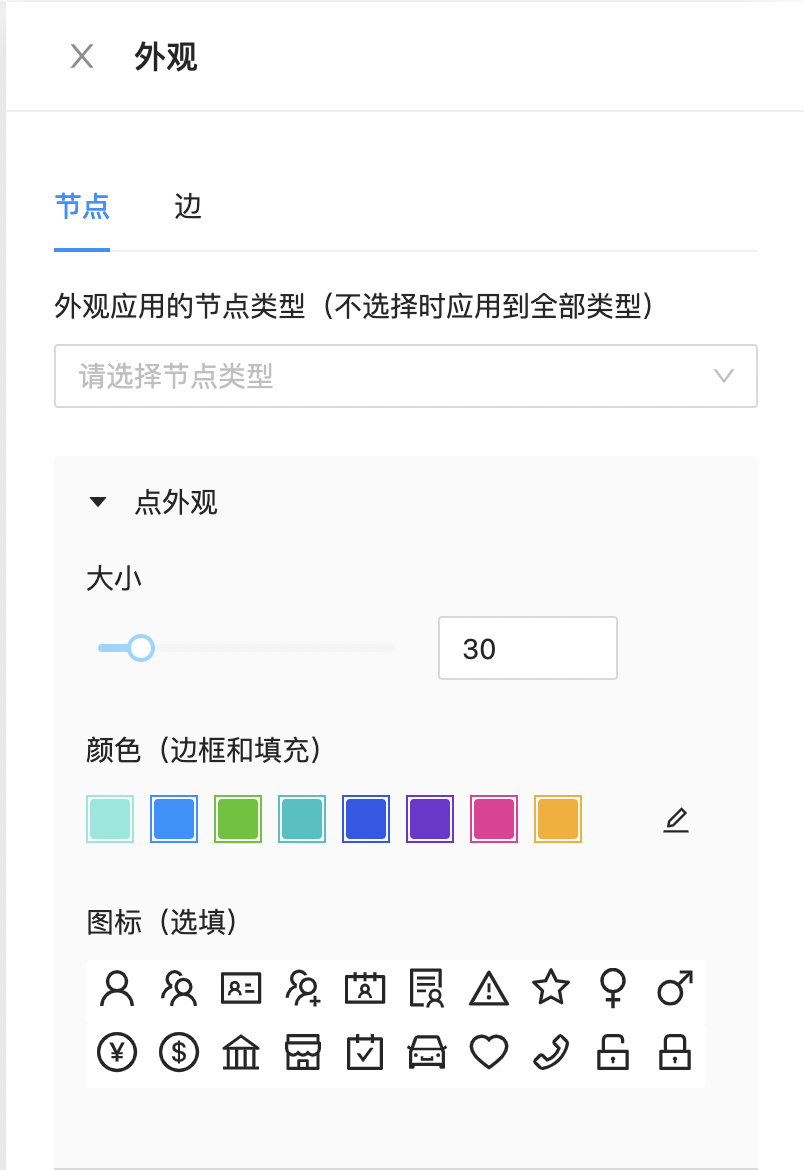 外观
节点 边
外观应用的节点类型（不选择时应用到全部类型）
请选择节点类型
点外观
大小
30
颜色（边框和填充）
图标（选填）